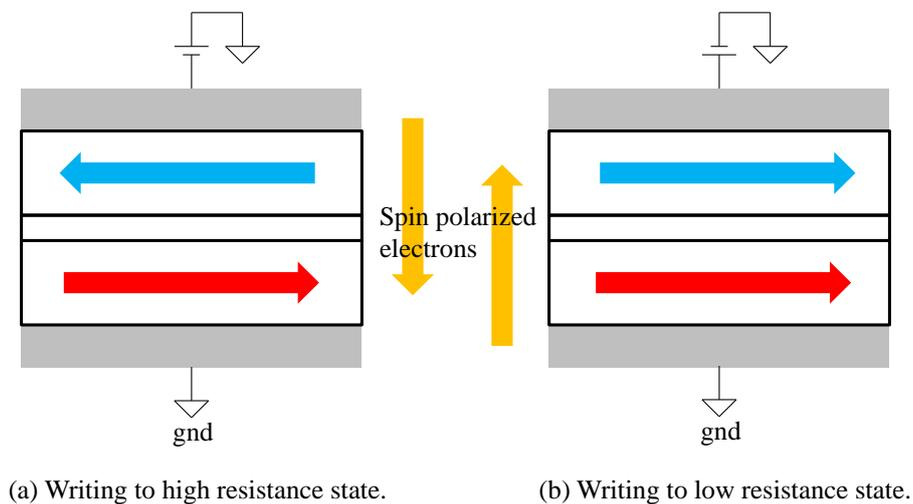 Spin polarized
electrons
gnd
gnd
(a) Writing to high resistance state.
(b) Writing to low resistance state.